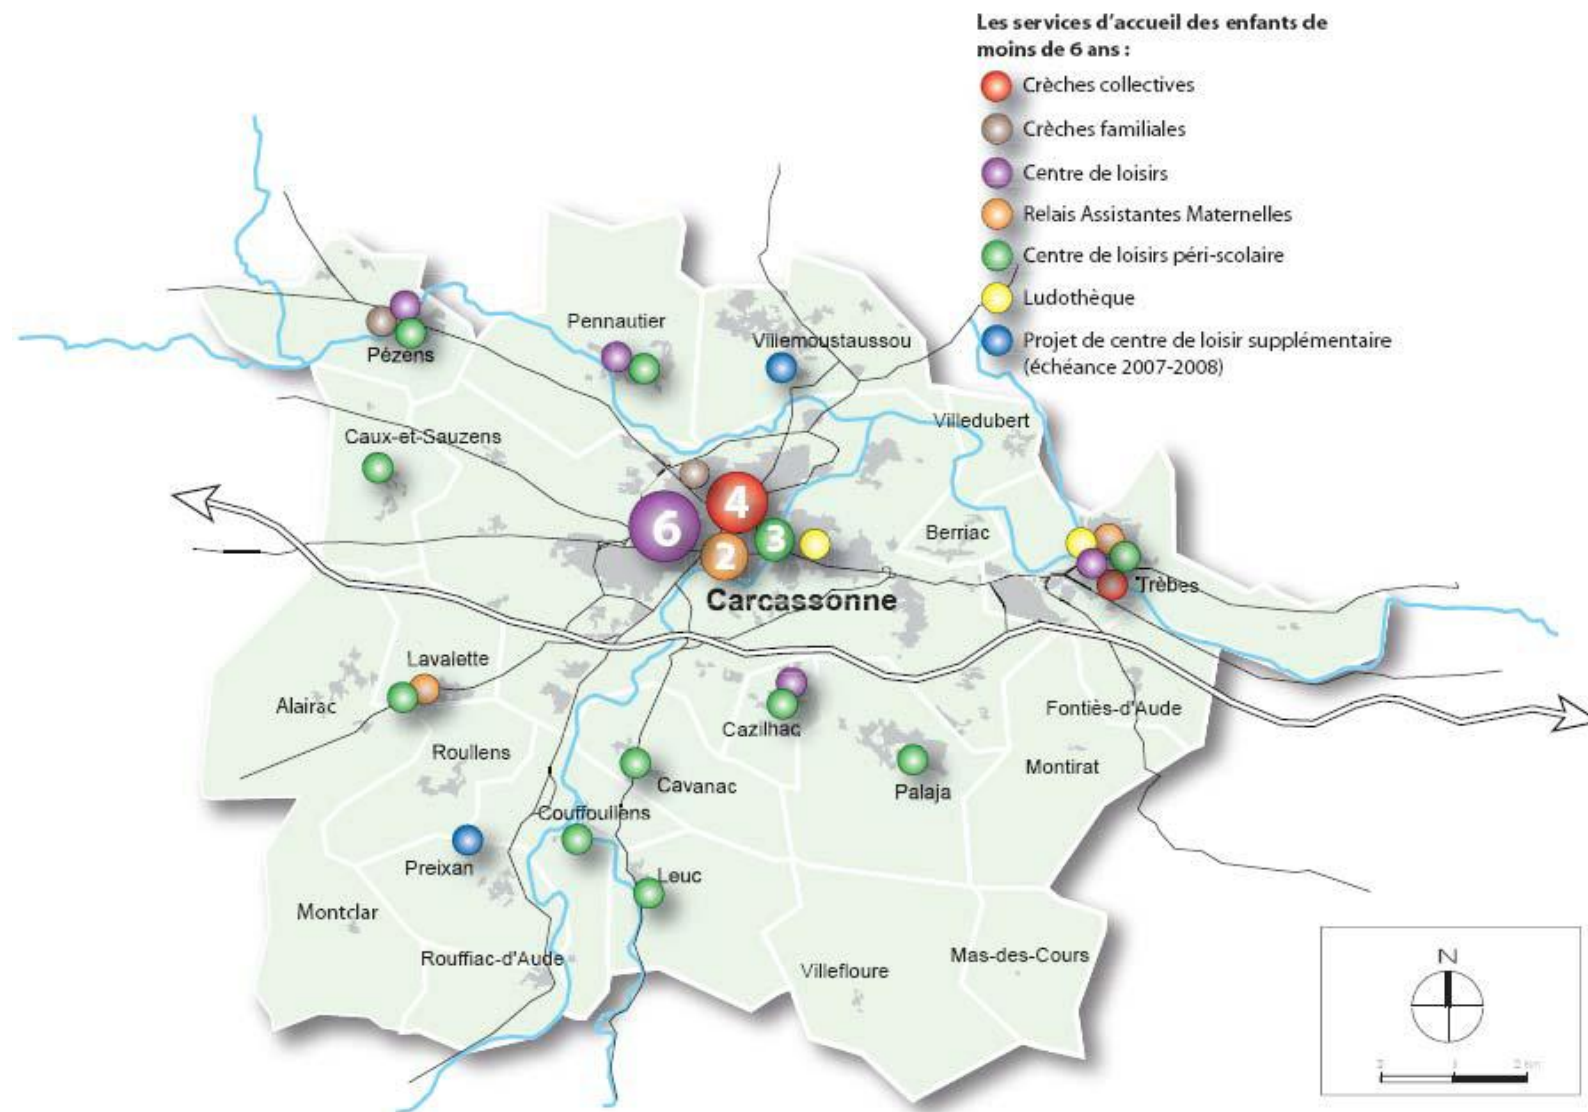 Les services d'accueil des enfants de
moins de 6 ans :
Crèches collectives
Crèches familiales
Centre de loisirs
Relais Assistantes Maternelles
Centre de loisirs péri-scolaire
Ludothèque
Projet de centre de loisir supplémentaire
(échéance 2007-2008)
Pennautier
Villemoustaussou
Pézens
Villedubert
Caux-et-Sauzens
4
6
3
2
Berriac
Trèbes
Carcassonne
Lavalette
Alairac
Fontiès-d'Aude
Cazilhac
Roullens
Montirat
Cavanac
Palaja
Couffoullens
Preixan
Leuc
Montclar
Rouffiac-d'Aude
Mas-des-Cours
Villefloure
N